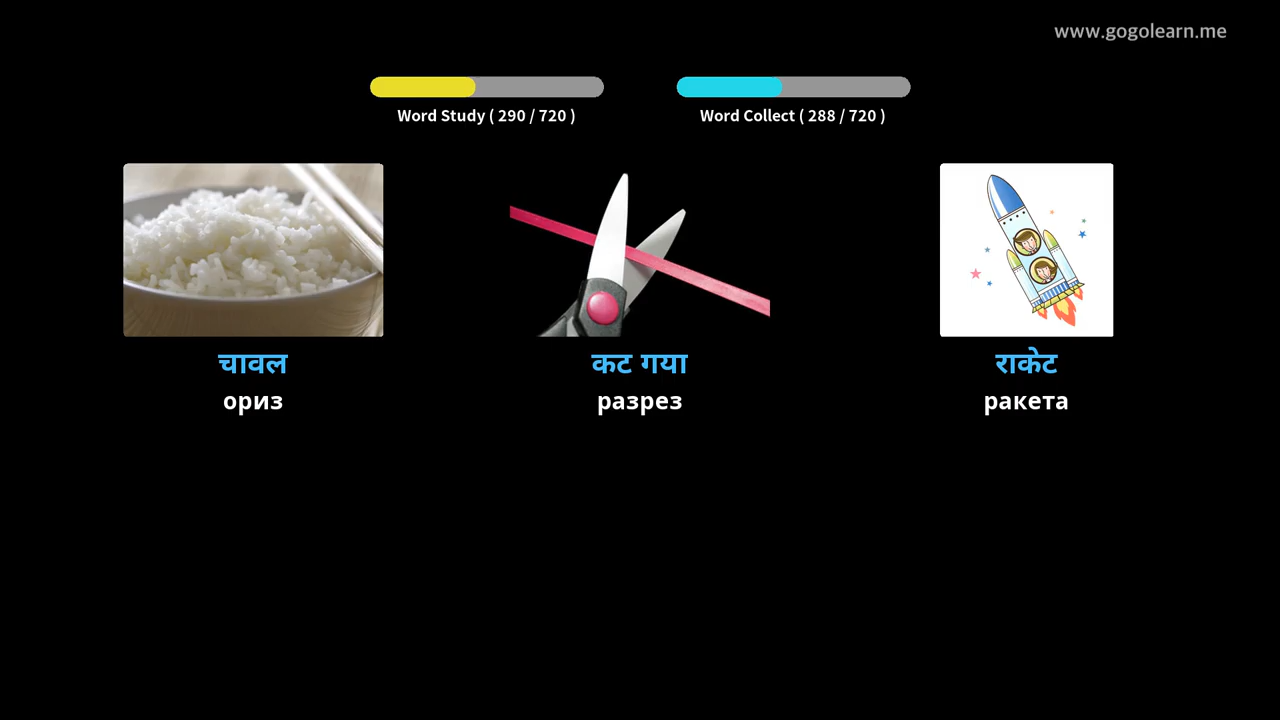 www.gogolearn.me
Word Study ( 290 / 720 )
Word Collect ( 288 / 720 )
चावल
कट गया
राकेट
ориз
разрез
ракета